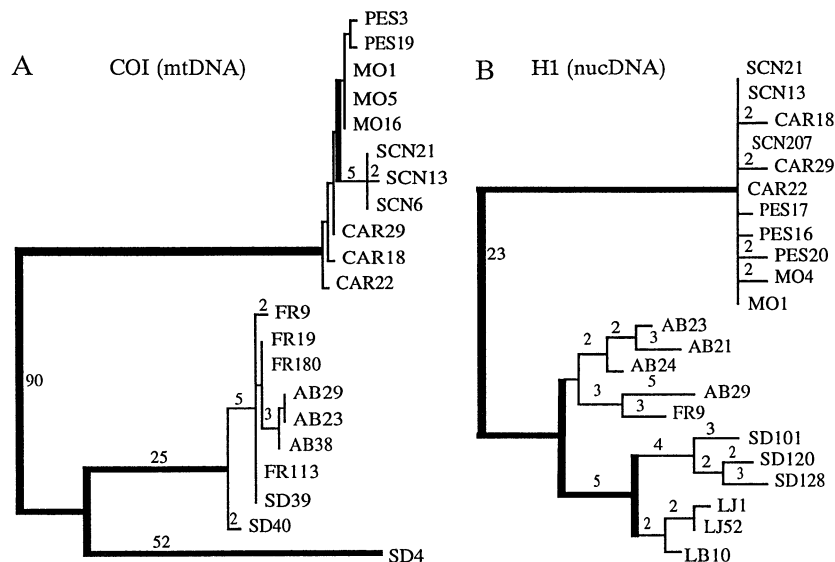 A COI (mtDNA)
PES3
PES19
MO1
MO5
MO16
SCN21
5 2 SCN13
SCN6
CAR29
CAR18
CAR22
2 FR9
FR19
FR180
90
AB29
5
3 AB23
AB38
25 FR113
SD39
2 SD40
52 SD4
B H1 (nucDNA)
SCN21
SCN13
2 CAR18
SCN207
2 CAR29
CAR22
PES17
23
PES16
2 PES20
2 MO4
MO1
2 2 AB23
3 AB21
AB24
3 5 AB29
3 FR9
4 3 SD101
2 2 SD120
5 3 SD128
2 LJ1
2 LJ52
LB10